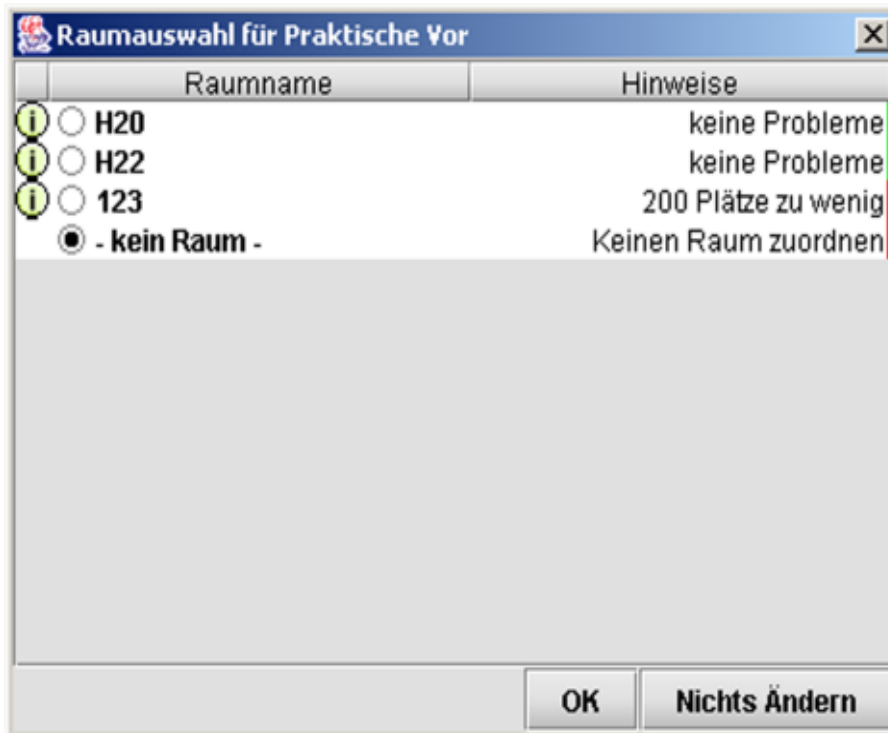 Raumauswahl für Praktische Vor
Raumname Hinweise
i H20 keine Probleme
i H22 keine Probleme
i 123 200 Plätze zu wenig
- kein Raum - Keinen Raum zuordnen
OK Nichts Ändern